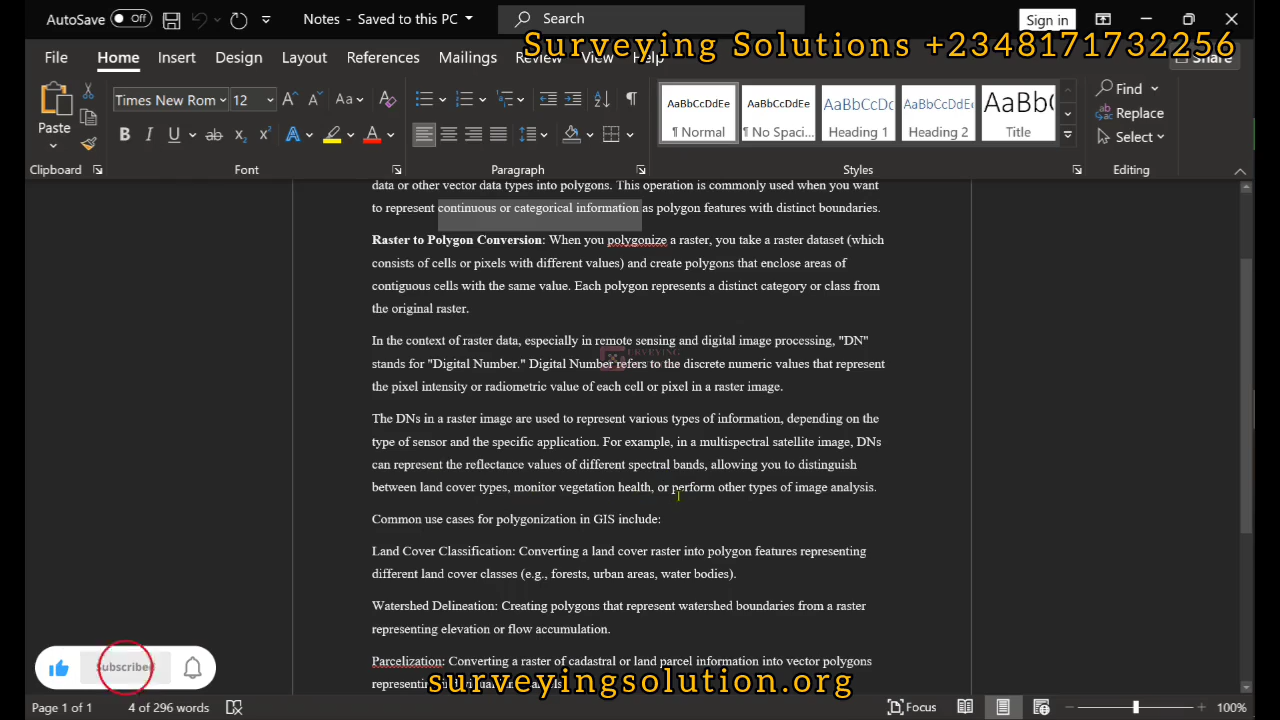 AutoSave Off Notes - Saved to this PC Search Sign in
Surveying Solutions +2348171732256
File Home Insert Design Layout References Mailings Review View Help Share
Times New Rom 12 Aa AaBbCcDdEe AaBbCcDdEe AaBbCcDc AaBbCcDdE AaBb( Find
Paste Replace
B I U ab x₂ x² A A ¶ Normal ¶ No Spaci... Heading 1 Heading 2 Title Select
Clipboard Font Paragraph Styles Editing
data or other vector data types into polygons. This operation is commonly used when you want
to represent continuous or categorical information as polygon features with distinct boundaries.
Raster to Polygon Conversion: When you polygonize a raster, you take a raster dataset (which
consists of cells or pixels with different values) and create polygons that enclose areas of
contiguous cells with the same value. Each polygon represents a distinct category or class from
the original raster.
In the context of raster data, especially in remote sensing and digital image processing, "DN"
stands for "Digital Number." Digital Number refers to the discrete numeric values that represent
the pixel intensity or radiometric value of each cell or pixel in a raster image.
The DNs in a raster image are used to represent various types of information, depending on the
type of sensor and the specific application. For example, in a multispectral satellite image, DNs
can represent the reflectance values of different spectral bands, allowing you to distinguish
between land cover types, monitor vegetation health, or perform other types of image analysis.
Common use cases for polygonization in GIS include:
Land Cover Classification: Converting a land cover raster into polygon features representing
different land cover classes (e.g., forests, urban areas, water bodies).
Watershed Delineation: Creating polygons that represent watershed boundaries from a raster
representing elevation or flow accumulation.
Parcelization: Converting a raster of cadastral or land parcel information into vector polygons
Subscribed
surveyingsolution.org
Page 1 of 1 4 of 296 words Focus 100%